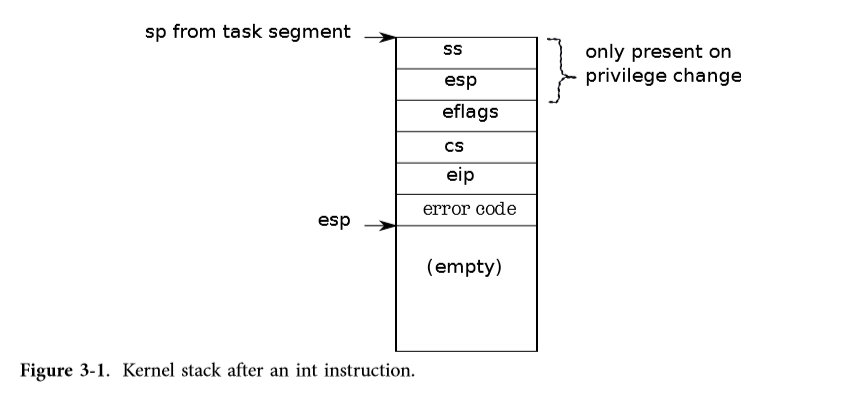 sp from task segment
ss
only present on
privilege change
esp
eflags
cs
eip
error code
esp
(empty)
Figure 3-1. Kernel stack after an int instruction.